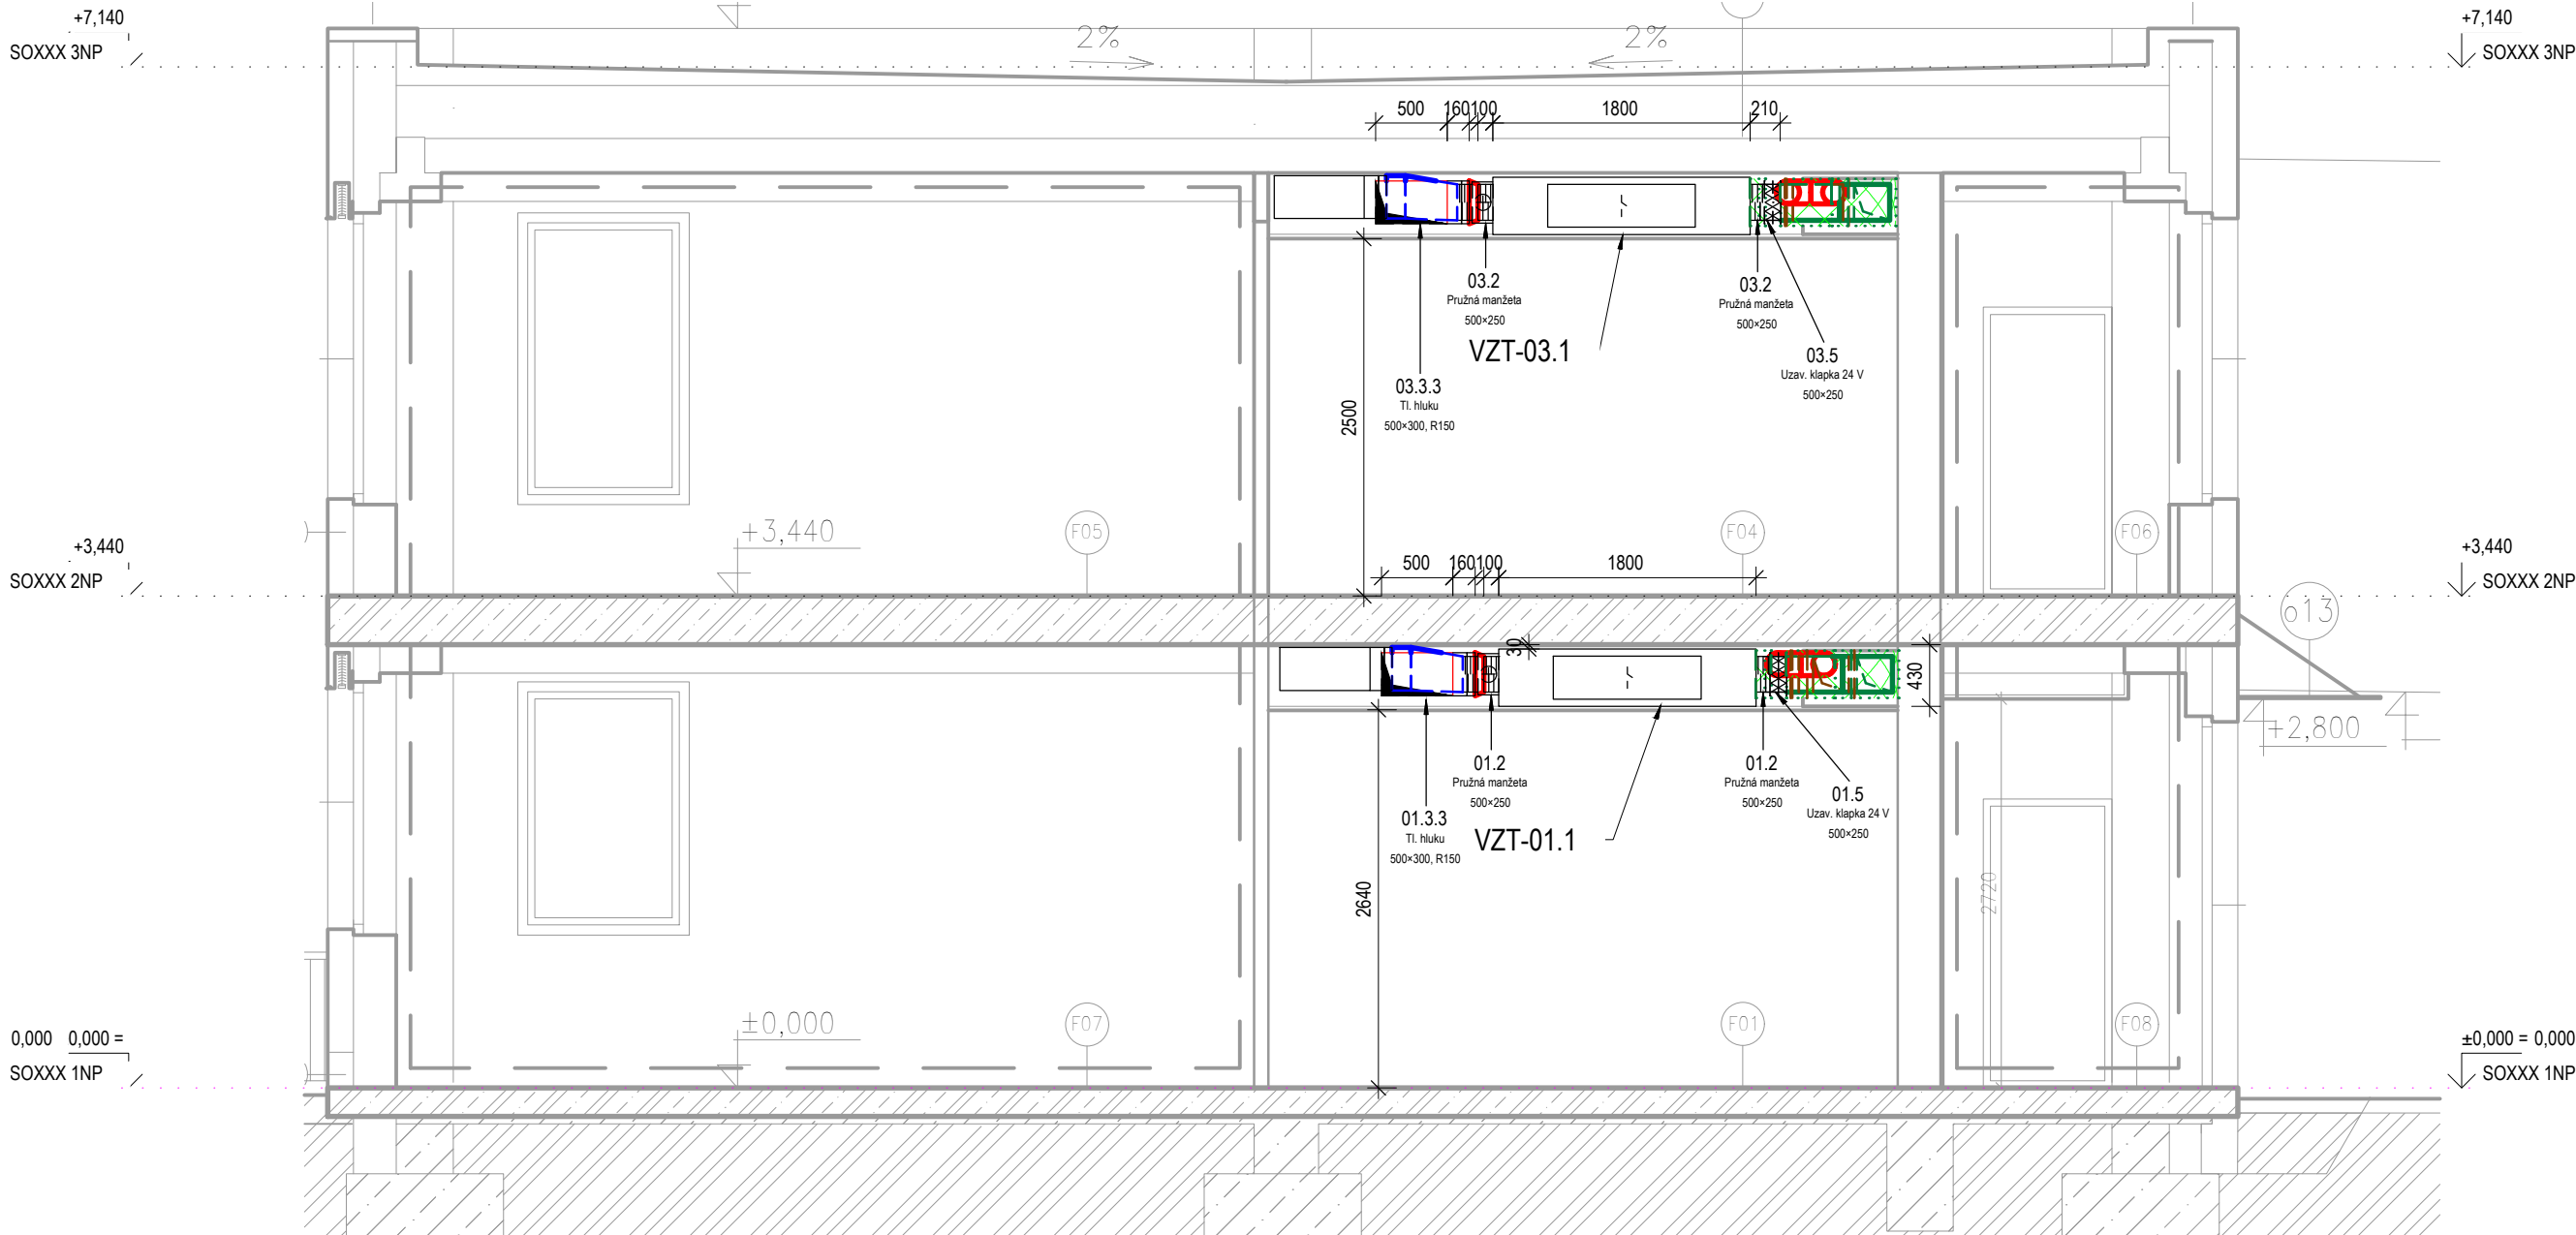 +7,140
SOXXX 3NP
2%
2%
+7,140
SOXXX 3NP
500
160
100
1800
210
03.2
Pružná manžeta
500×250
03.2
Pružná manžeta
500×250
VZT-03.1
03.5
Uzav. klapka 24 V
500×250
03.3.3
Tl. hluku
500×300, R150
2500
+3,440
SOXXX 2NP
+3,440
F05
F04
F06
+3,440
SOXXX 2NP
500
160
100
1800
o13
30
430
+2,800
01.2
Pružná manžeta
500×250
01.2
Pružná manžeta
500×250
01.5
Uzav. klapka 24 V
500×250
01.3.3
Tl. hluku
500×300, R150
VZT-01.1
2640
2720
0,000 0,000 =
SOXXX 1NP
±0,000
F07
F01
F08
±0,000 = 0,000
SOXXX 1NP